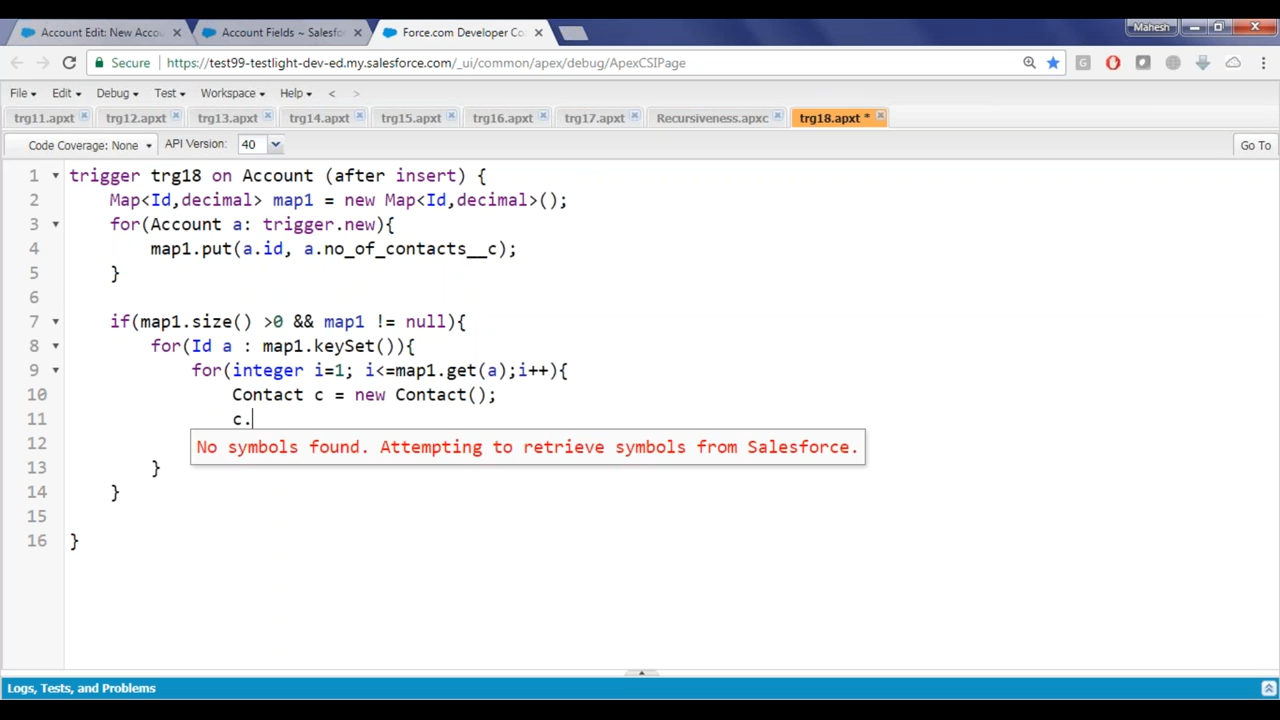 Account Edit: New Accou
Account Fields ~ Salesfo
Force.com Developer Co
Mahesh
Secure
https://test99-testlight-dev-ed.my.salesforce.com/_ui/common/apex/debug/ApexCSIPage
File Edit Debug Test Workspace Help < >
trg11.apxt trg12.apxt trg13.apxt trg14.apxt trg15.apxt trg16.apxt trg17.apxt Recursiveness.apxc trg18.apxt *
Code Coverage: None API Version: 40 Go To
1 trigger trg18 on Account (after insert) {
2 Map<Id,decimal> map1 = new Map<Id,decimal>();
3 for(Account a: trigger.new){
4 map1.put(a.id, a.no_of_contacts__c);
5 }
6
7 if(map1.size() >0 && map1 != null){
8 for(Id a : map1.keySet()){
9 for(integer i=1; i<=map1.get(a);i++){
10 Contact c = new Contact();
11 c.
12 No symbols found. Attempting to retrieve symbols from Salesforce.
13 }
14 }
15
16 }
Logs, Tests, and Problems